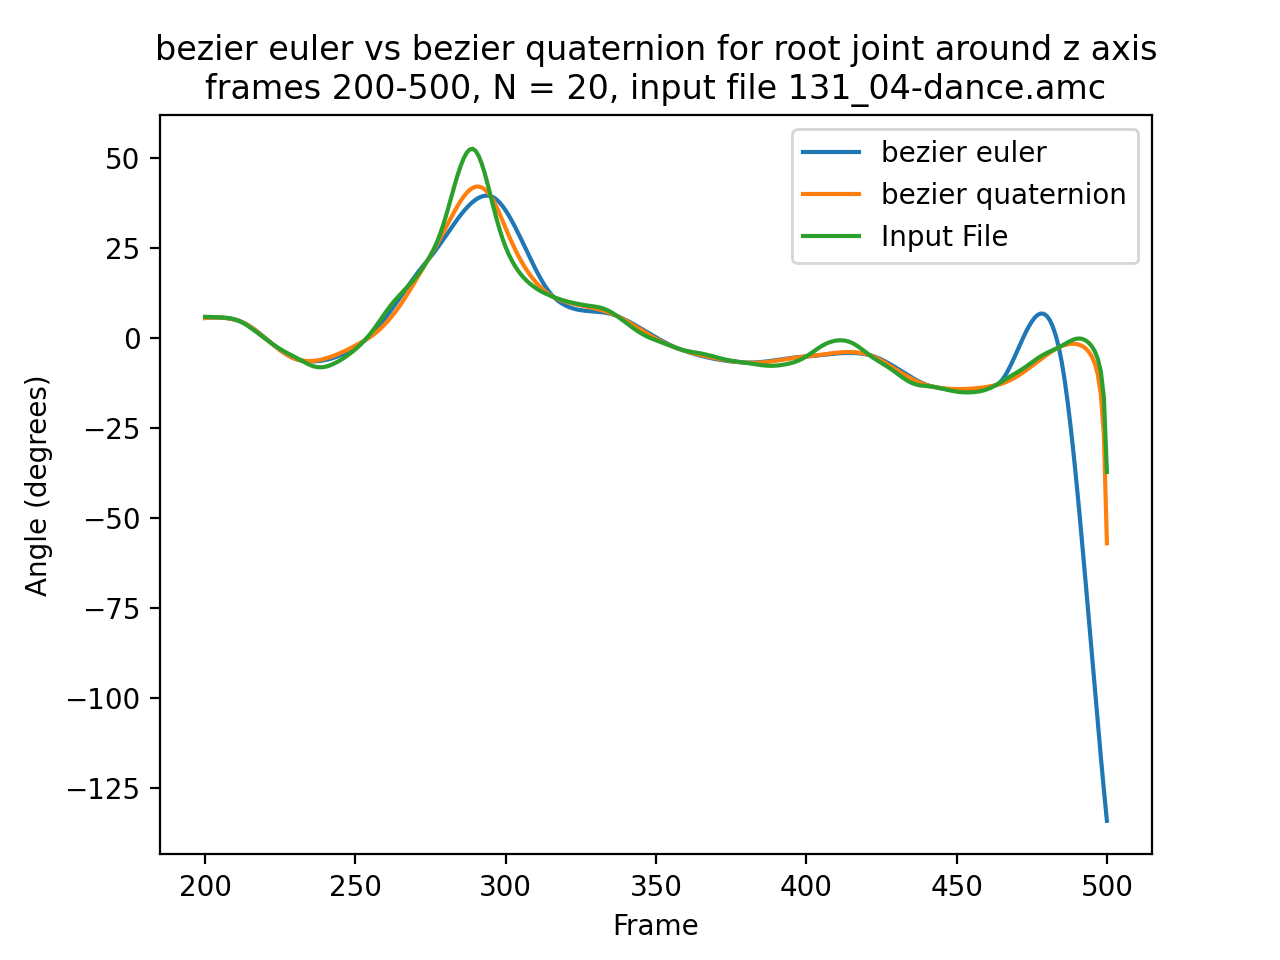 bezier euler vs bezier quaternion for root joint around z axis
frames 200-500, N = 20, input file 131_04-dance.amc
bezier euler
bezier quaternion
Input File
50
25
0
−25
−50
−75
−100
−125
Angle (degrees)
200 250 300 350 400 450 500
Frame